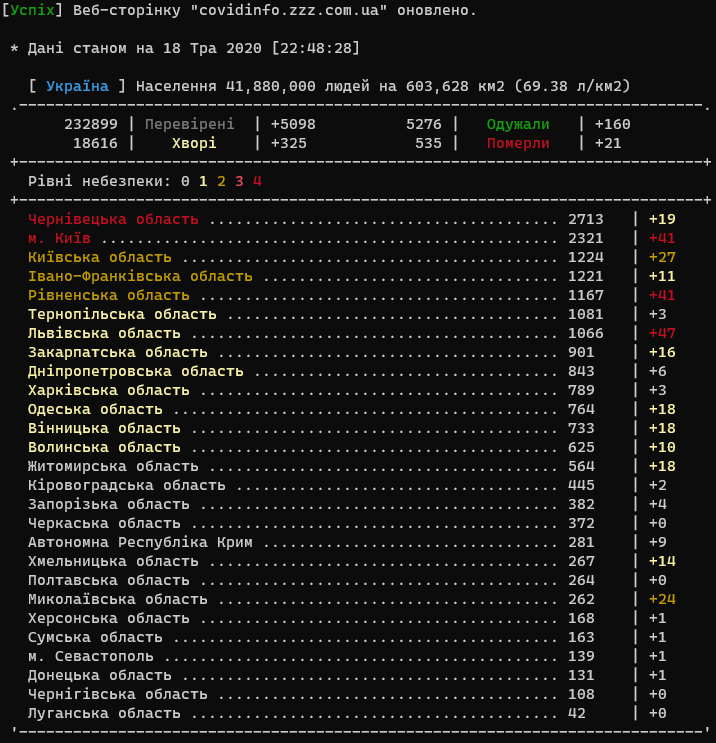 [Успіх] Веб-сторінку "covidinfo.zzz.com.ua" оновлено.
* Дані станом на 18 Тра 2020 [22:48:28]
[ Україна ] Населення 41,880,000 людей на 603,628 км2 (69.38 л/км2)
.----------------------------------------------------------------------------.
232899 | Перевірені | +5098 5276 | Одужали | +160
18616 | Хворі | +325 535 | Померли | +21
+----------------------------------------------------------------------------+
Рівні небезпеки: 0 1 2 3 4
+----------------------------------------------------------------------------+
Чернівецька область ....................................... 2713 | +19
м. Київ ................................................... 2321 | +41
Київська область .......................................... 1224 | +27
Івано-Франківська область ................................. 1221 | +11
Рівненська область ........................................ 1167 | +41
Тернопільська область ..................................... 1081 | +3
Львівська область ......................................... 1066 | +47
Закарпатська область ...................................... 901 | +16
Дніпропетровська область .................................. 843 | +6
Харківська область ........................................ 789 | +3
Одеська область ........................................... 764 | +18
Вінницька область ......................................... 733 | +18
Волинська область ......................................... 625 | +10
Житомирська область ....................................... 564 | +18
Кіровоградська область .................................... 445 | +2
Запорізька область ........................................ 382 | +4
Черкаська область ......................................... 372 | +0
Автономна Республіка Крим ................................. 281 | +9
Хмельницька область ....................................... 267 | +14
Полтавська область ........................................ 264 | +0
Миколаївська область ...................................... 262 | +24
Херсонська область ........................................ 168 | +1
Сумська область ........................................... 163 | +1
м. Севастополь ............................................ 139 | +1
Донецька область .......................................... 131 | +1
Чернігівська область ...................................... 108 | +0
Луганська область ......................................... 42 | +0
'----------------------------------------------------------------------------'